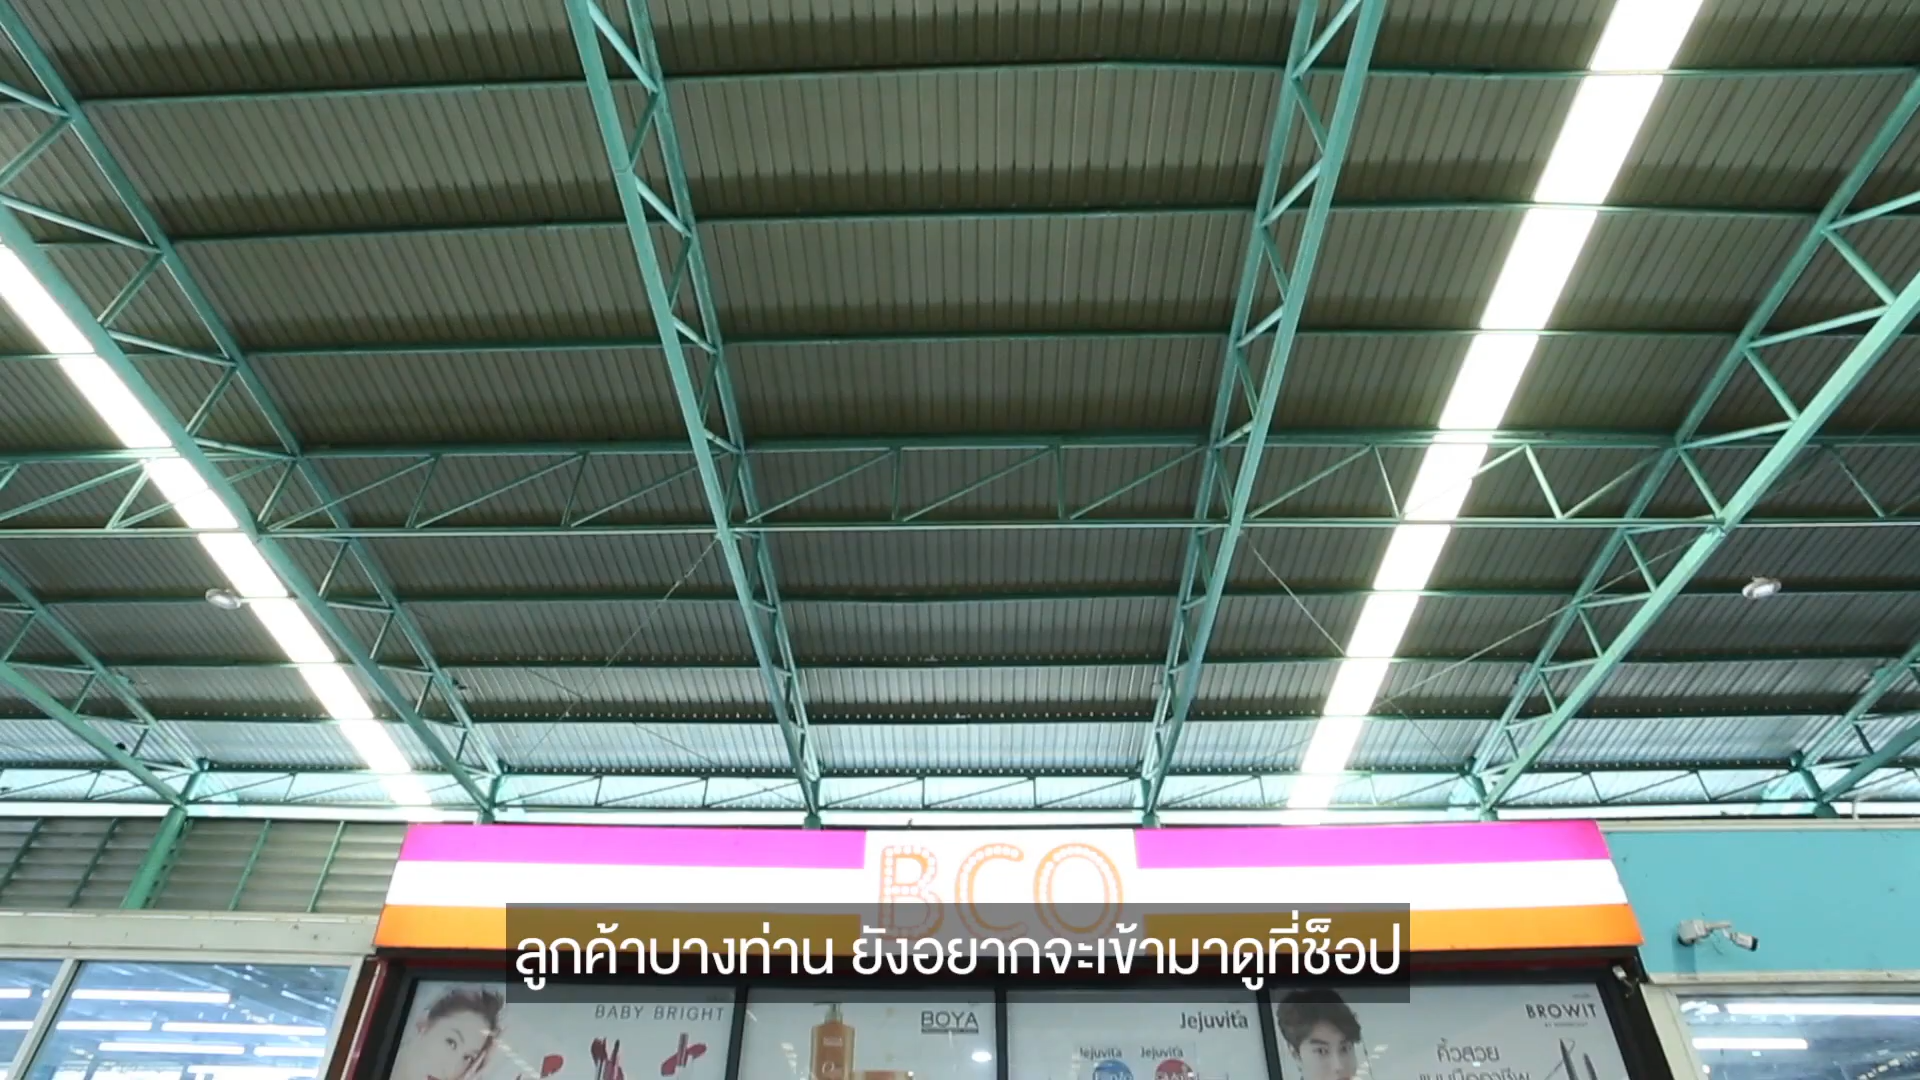 BCO
ลูกค้าบางท่าน ยังอยากจะเข้ามาดูที่ช็อป
BABY BRIGHT
BOYA
Jejuvita
BROWIT
Jejuvita Jejuvita
คิ้วสวย